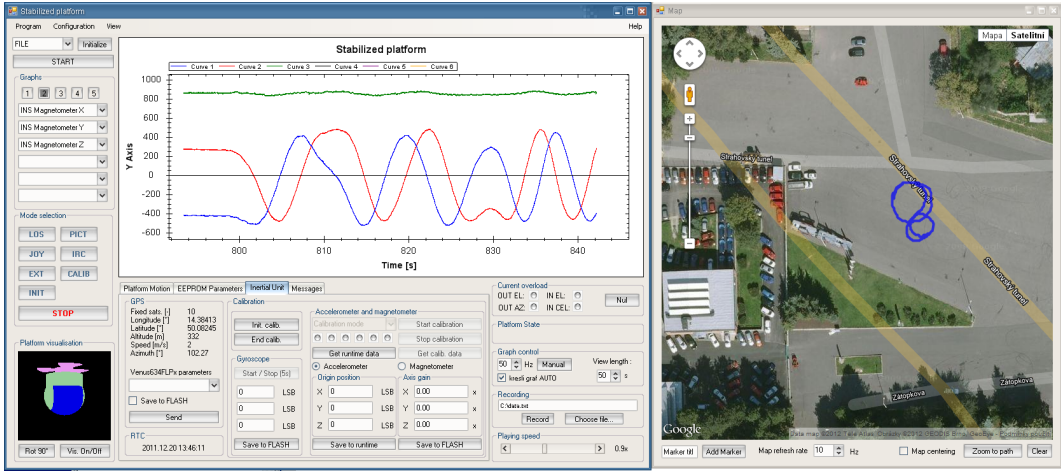 Stabilized platform
Program Configuration View Help
FILE Initialize
START
Graphs
1 2 3 4 5
INS Magnetometer X
INS Magnetometer Y
INS Magnetometer Z
Mode selection
LOS PICT
JOY IRC
EXT CALIB
INIT
STOP
Platform visualisation
Rot 90° Vis. On/Off
Stabilized platform
Curve 1 Curve 2 Curve 3 Curve 4 Curve 5 Curve 6
Y Axis
1000
800
600
400
200
0
-200
-400
-600
800 810 820 830 840
Time [s]
Platform Motion EEPROM Parameters Inertial Unit Messages
GPS
Fixed sats. [-] 10
Longitude [°] 14.38413
Latitude [°] 50.08245
Altitude [m] 332
Speed [m/s] 2
Azimuth [°] 102.27
Venus634FLPx parameters
Save to FLASH
Send
RTC
2011.12.20 13:46:11
Calibration
Init. calib.
End calib.
Gyroscope
Start / Stop (5s)
0 LSB
0 LSB
0 LSB
Save to FLASH
Accelerometer and magnetometer
Calibration mode Start calibration
Stop calibration
Get runtime data Get calib. data
Accelerometer Magnetometer
Origin position Axis gain
X 0 LSB X 0.00 x
Y 0 LSB Y 0.00 x
Z 0 LSB Z 0.00 x
Save to runtime Save to FLASH
Current overload
OUT EL: IN EL:
OUT AZ: IN CEL:
Nul
Platform State
Graph control
50 Hz Manual View length :
kresli graf AUTO 50 s
Recording
C:\data.txt
Record Choose file...
Playing speed
0.9x
Map
Mapa Satelitní
Strahovský tunel
Strahovský tunel
Strahovský tunel
Zátopkova
Zátopkova
Google
Marker titl Add Marker Map refresh rate 10 Hz Map centering Zoom to path Clear